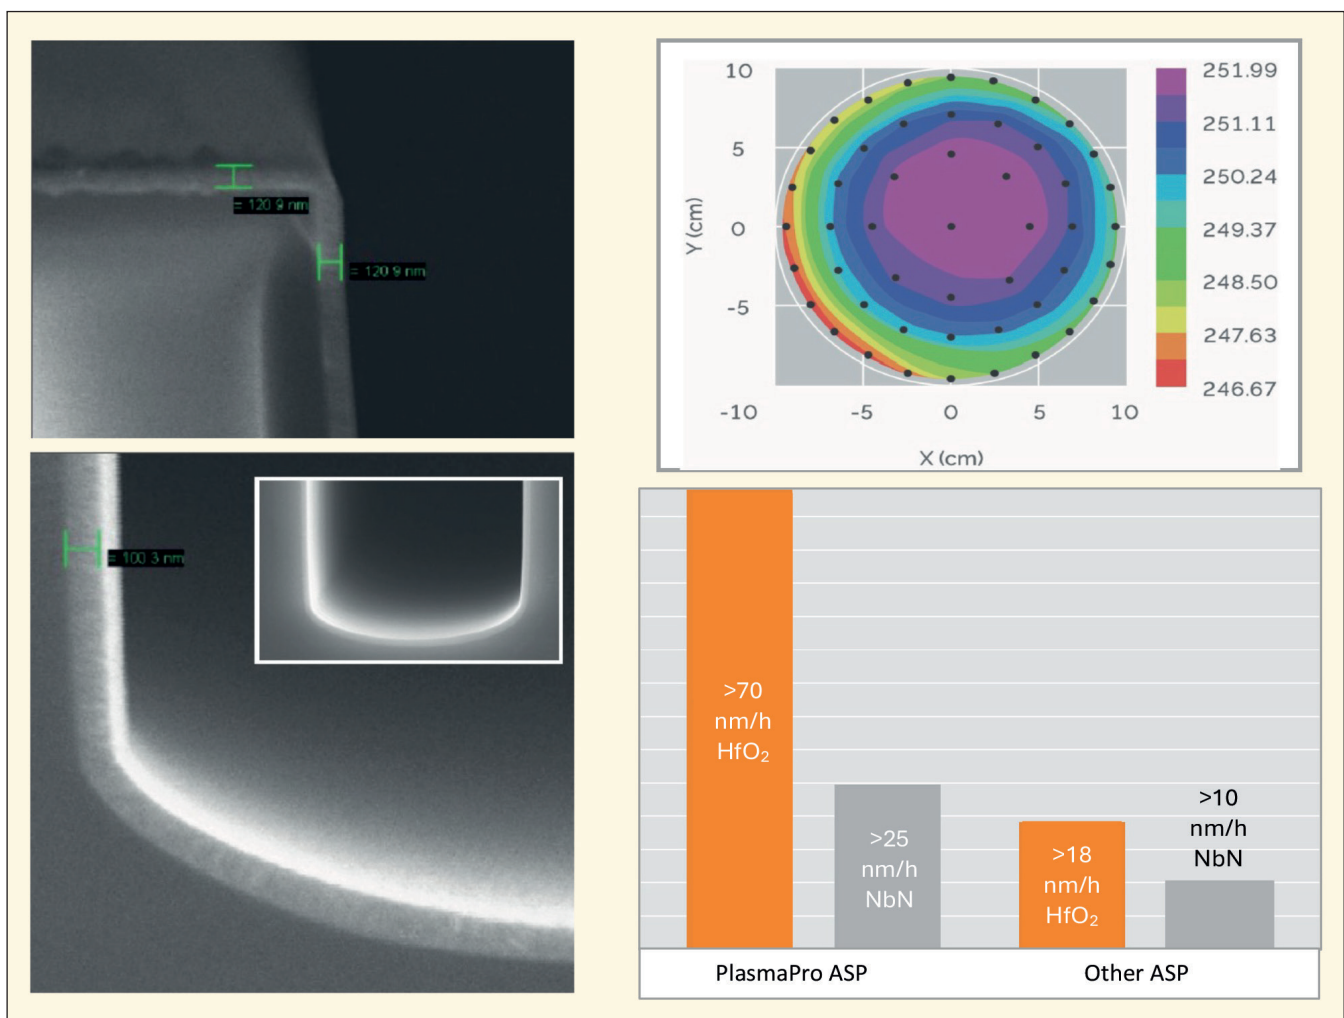 = 120 9 nm
= 120 9 nm
= 100 3 nm
10
5
0
-5
Y (cm)
-10
-5
0
5
10
X (cm)
251.99
251.11
250.24
249.37
248.50
247.63
246.67
>70
nm/h
HfO₂
>25
nm/h
NbN
>18
nm/h
HfO₂
>10
nm/h
NbN
PlasmaPro ASP
Other ASP